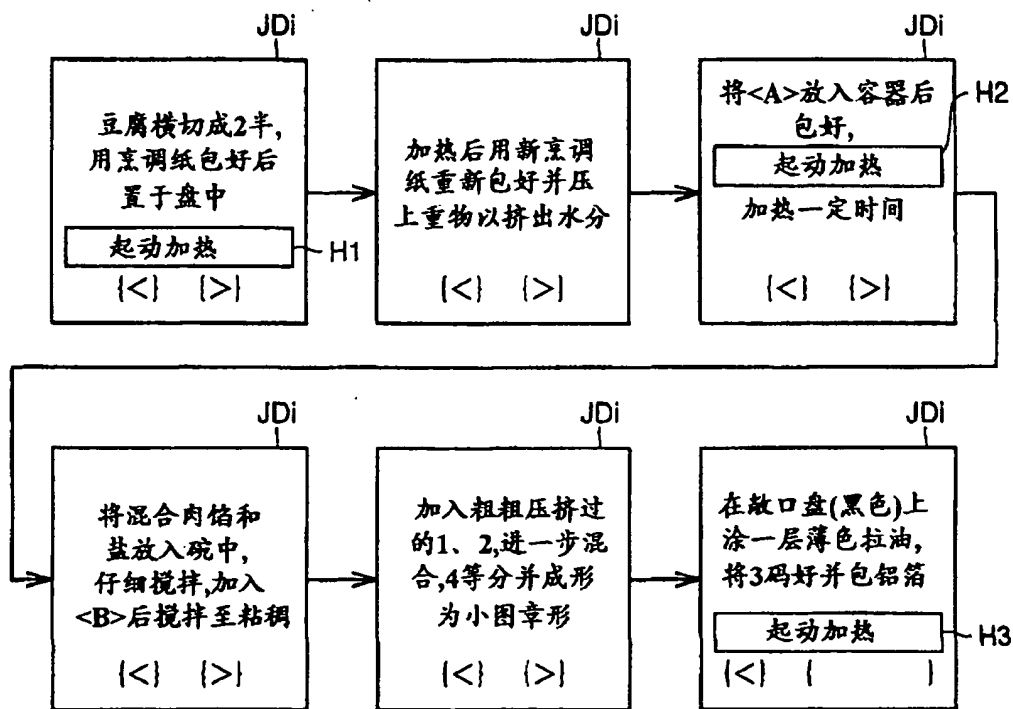 JDi
豆腐横切成2半,
用烹调纸包好后
置于盘中
起动加热
H1
{<} {>}
JDi
加热后用新烹调
纸重新包好并压
上重物以挤出水分
{<} {>}
JDi
将<A>放入容器后
包好,
起动加热
H2
加热一定时间
{<} {>}
JDi
将混合肉馅和
盐放入碗中,
仔细搅拌,加入
<B>后搅拌至粘稠
{<} {>}
JDi
加入粗粗压挤过
的1、2,进一步混
合,4等分并成形
为小图章形
{<} {>}
JDi
在敞口盘(黑色)上
涂一层薄色拉油,
将3码好并包铝箔
起动加热
H3
{<} { }